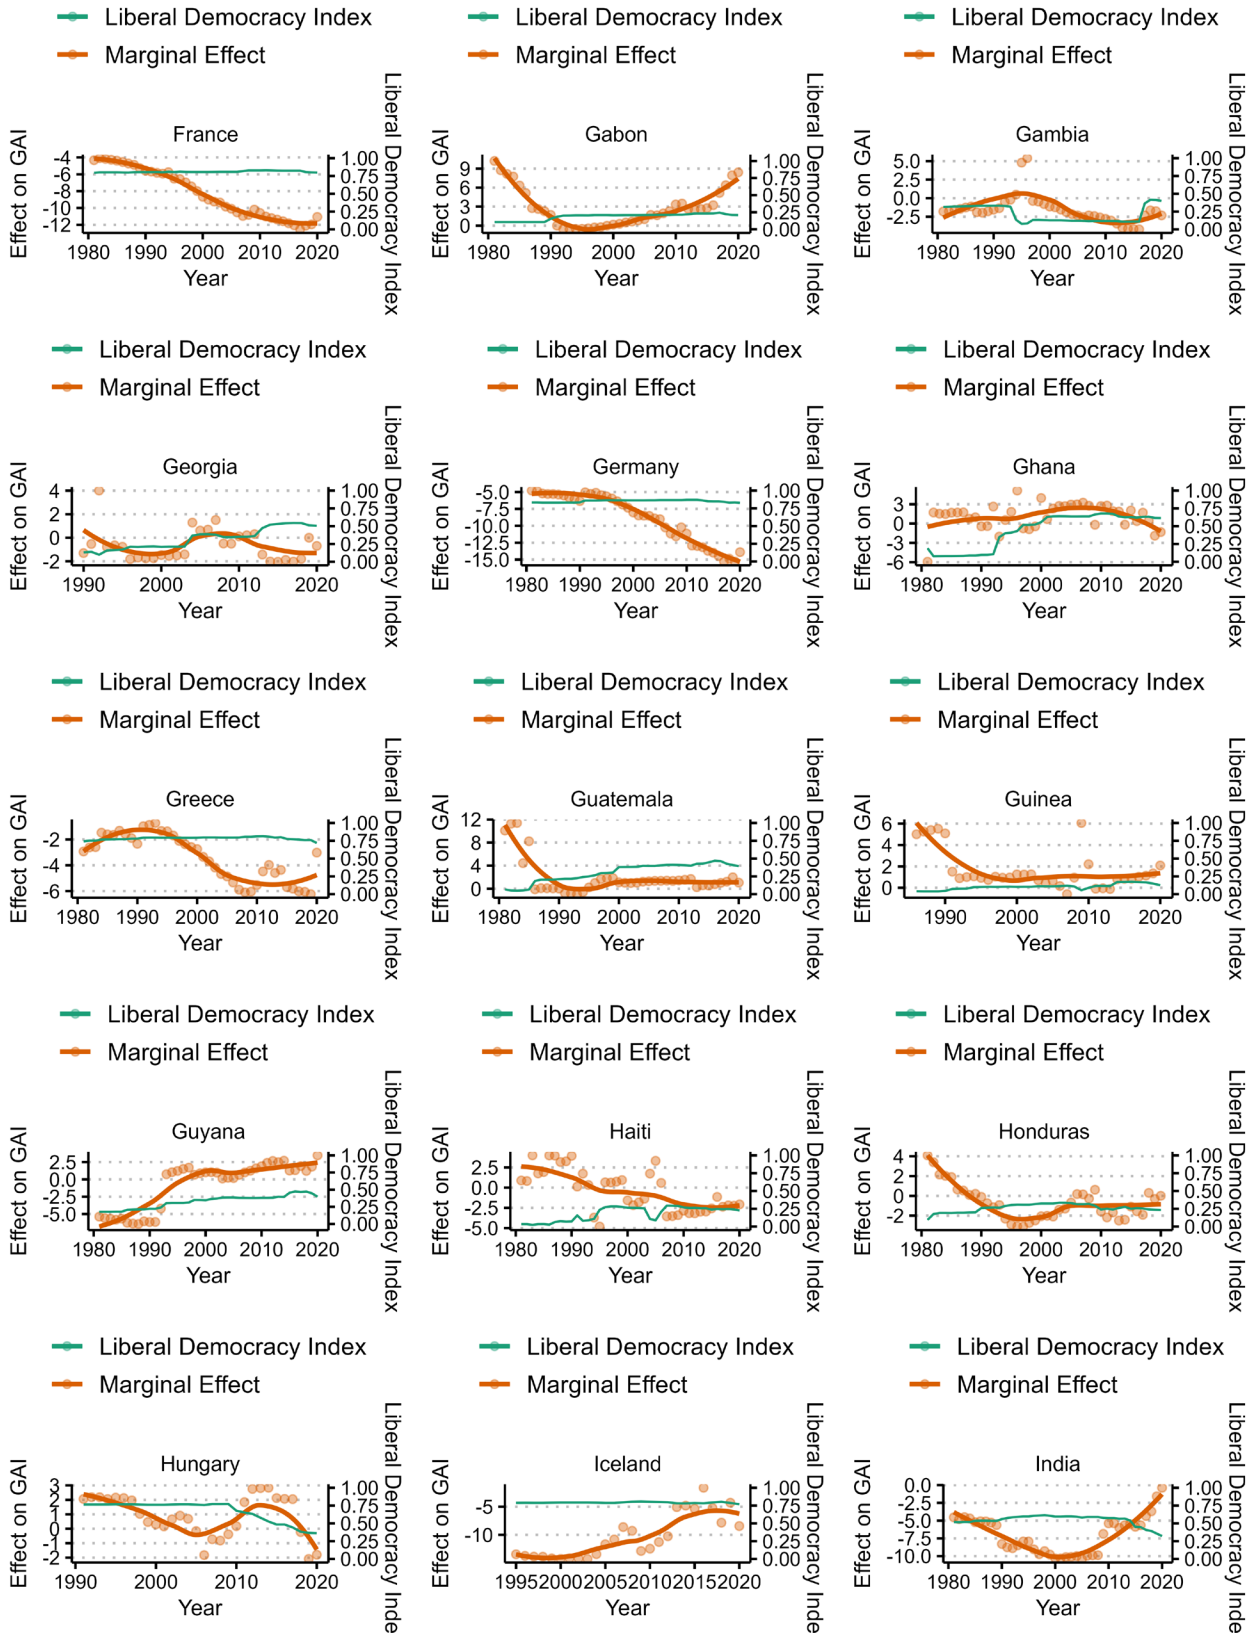 Liberal Democracy Index
Marginal Effect
France
Effect on GAI
-4
-6
-8
-10
-12
1.00
0.75
0.50
0.25
0.00
Liberal Democracy Index
1980 1990 2000 2010 2020
Year
Liberal Democracy Index
Marginal Effect
Gabon
Effect on GAI
9
6
3
0
1.00
0.75
0.50
0.25
0.00
Liberal Democracy Index
1980 1990 2000 2010 2020
Year
Liberal Democracy Index
Marginal Effect
Gambia
Effect on GAI
5.0
2.5
0.0
-2.5
1.00
0.75
0.50
0.25
0.00
Liberal Democracy Index
1980 1990 2000 2010 2020
Year
Liberal Democracy Index
Marginal Effect
Georgia
Effect on GAI
4
2
0
-2
1.00
0.75
0.50
0.25
0.00
Liberal Democracy Index
1990 2000 2010 2020
Year
Liberal Democracy Index
Marginal Effect
Germany
Effect on GAI
-5.0
-7.5
-10.0
-12.5
-15.0
1.00
0.75
0.50
0.25
0.00
Liberal Democracy Index
1980 1990 2000 2010 2020
Year
Liberal Democracy Index
Marginal Effect
Ghana
Effect on GAI
3
0
-3
-6
1.00
0.75
0.50
0.25
0.00
Liberal Democracy Index
1980 1990 2000 2010 2020
Year
Liberal Democracy Index
Marginal Effect
Greece
Effect on GAI
-2
-4
-6
1.00
0.75
0.50
0.25
0.00
Liberal Democracy Index
1980 1990 2000 2010 2020
Year
Liberal Democracy Index
Marginal Effect
Guatemala
Effect on GAI
12
8
4
0
1.00
0.75
0.50
0.25
0.00
Liberal Democracy Index
1980 1990 2000 2010 2020
Year
Liberal Democracy Index
Marginal Effect
Guinea
Effect on GAI
6
4
2
0
1.00
0.75
0.50
0.25
0.00
Liberal Democracy Index
1990 2000 2010 2020
Year
Liberal Democracy Index
Marginal Effect
Guyana
Effect on GAI
2.5
0.0
-2.5
-5.0
1.00
0.75
0.50
0.25
0.00
Liberal Democracy Index
1980 1990 2000 2010 2020
Year
Liberal Democracy Index
Marginal Effect
Haiti
Effect on GAI
2.5
0.0
-2.5
-5.0
1.00
0.75
0.50
0.25
0.00
Liberal Democracy Index
1980 1990 2000 2010 2020
Year
Liberal Democracy Index
Marginal Effect
Honduras
Effect on GAI
4
2
0
-2
1.00
0.75
0.50
0.25
0.00
Liberal Democracy Index
1980 1990 2000 2010 2020
Year
Liberal Democracy Index
Marginal Effect
Hungary
Effect on GAI
3
2
1
0
-1
-2
1.00
0.75
0.50
0.25
0.00
Liberal Democracy Inde
1990 2000 2010 2020
Year
Liberal Democracy Index
Marginal Effect
Iceland
Effect on GAI
-5
-10
1.00
0.75
0.50
0.25
0.00
Liberal Democracy Inde
1995 2000 2005 2010 2015 2020
Year
Liberal Democracy Index
Marginal Effect
India
Effect on GAI
0.0
-2.5
-5.0
-7.5
-10.0
1.00
0.75
0.50
0.25
0.00
Liberal Democracy Inde
1980 1990 2000 2010 2020
Year